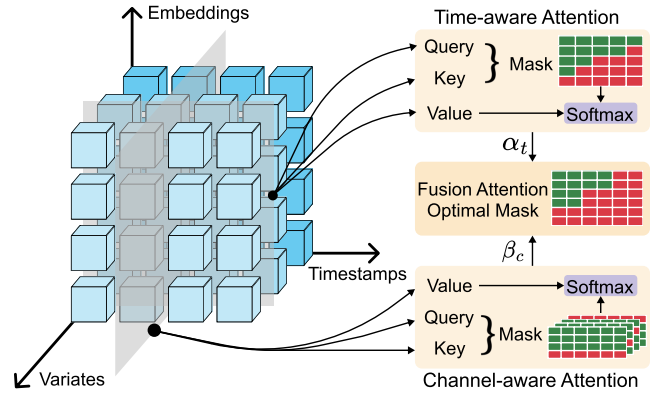 Embeddings
Timestamps
Variates
Time-aware Attention
Query
Key
Mask
Value
Softmax
α_t
Fusion Attention
Optimal Mask
β_c
Value
Softmax
Query
Mask
Key
Channel-aware Attention